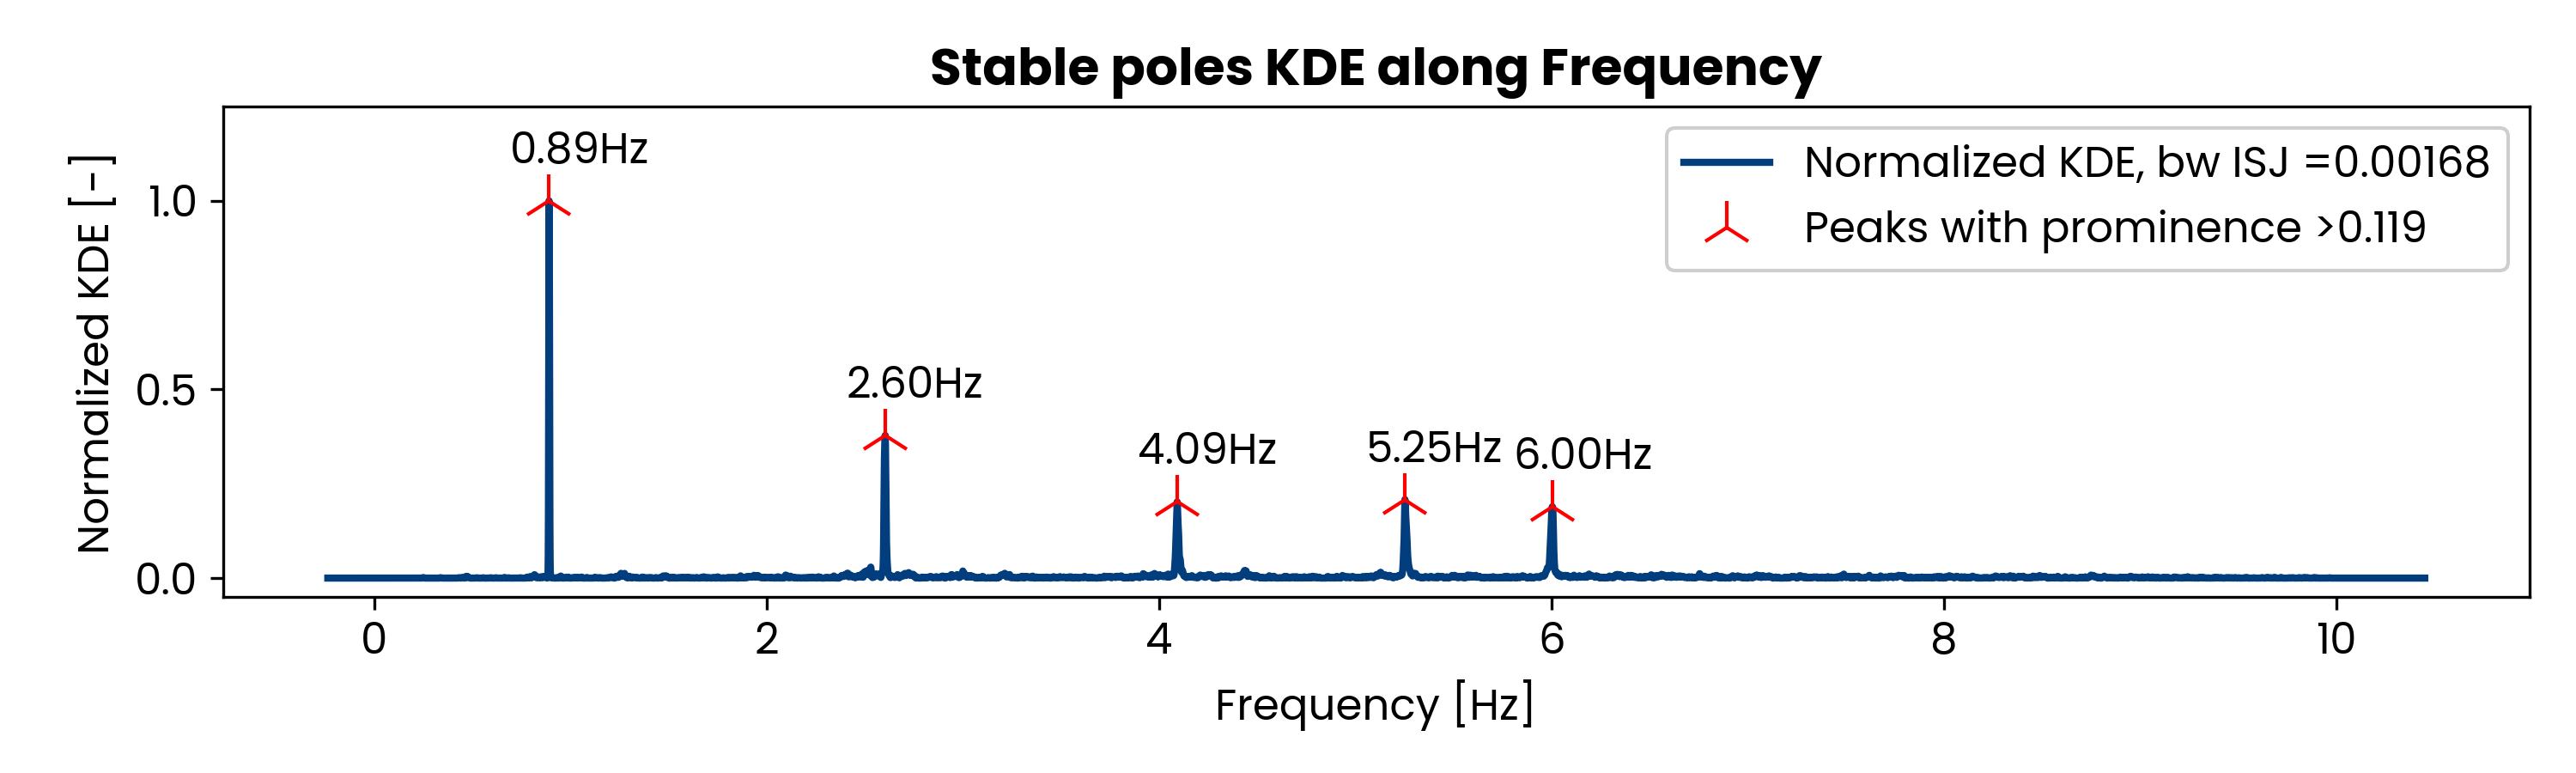 Stable poles KDE along Frequency
Normalized KDE [-]
1.0
0.5
0.0
0.89Hz
2.60Hz
4.09Hz
5.25Hz
6.00Hz
Normalized KDE, bw ISJ =0.00168
Peaks with prominence >0.119
0
2
4
6
8
10
Frequency [Hz]